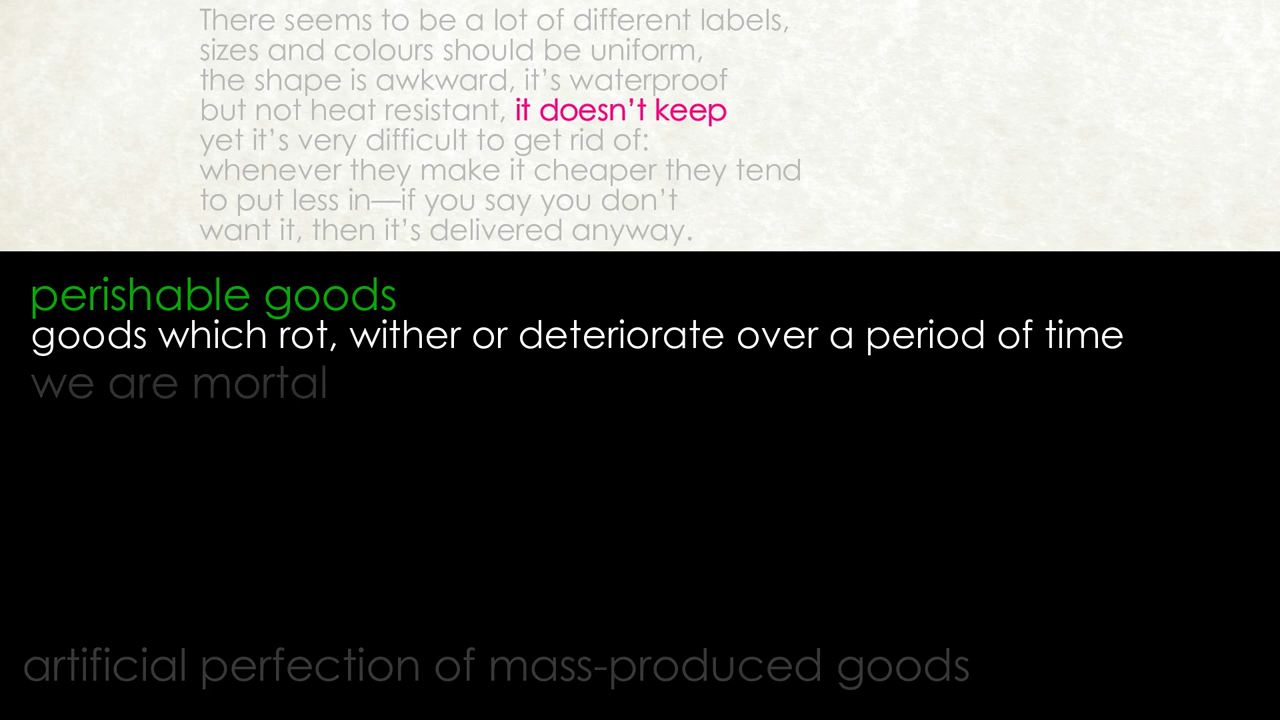 There seems to be a lot of different labels,
sizes and colours should be uniform,
the shape is awkward, it’s waterproof
but not heat resistant, it doesn’t keep
yet it’s very difficult to get rid of:
whenever they make it cheaper they tend
to put less in—if you say you don’t
want it, then it’s delivered anyway.
perishable goods
goods which rot, wither or deteriorate over a period of time
we are mortal
artificial perfection of mass-produced goods